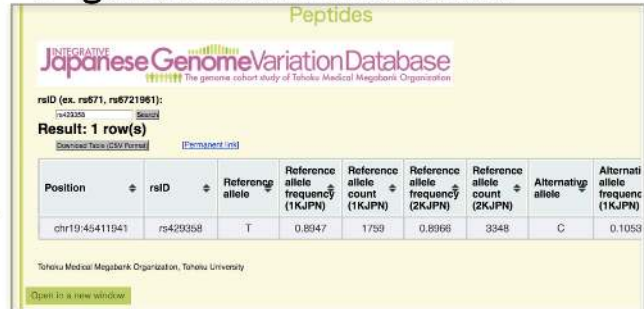 Peptides
INTEGRATIVE
Japanese Genome Variation Database
The genome cohort study of Tohoku Medical Megabank Organization
rsID (ex. rs671, rs6721961):
rs429358 Search
Result: 1 row(s)
Download Table (CSV Format) [Permanent link]
Position rsID Reference allele Reference allele frequency (1KJPN) Reference allele count (1KJPN) Reference allele frequency (2KJPN) Reference allele count (2KJPN) Alternative allele Alternati allele frequenc (1KJPN)
chr19:45411941 rs429358 T 0.8947 1759 0.8966 3348 C 0.1053
Tohoku Medical Megabank Organization, Tohoku University
Open in a new window